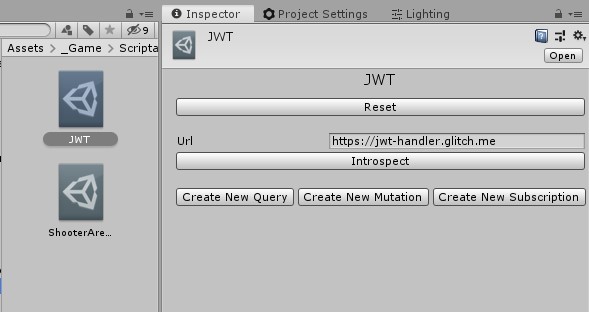 Inspector Project Settings Lighting
9
Assets > _Game > Scripta
JWT
Open
JWT
Reset
JWT
Url https://jwt-handler.glitch.me
Introspect
Create New Query Create New Mutation Create New Subscription
ShooterAre...